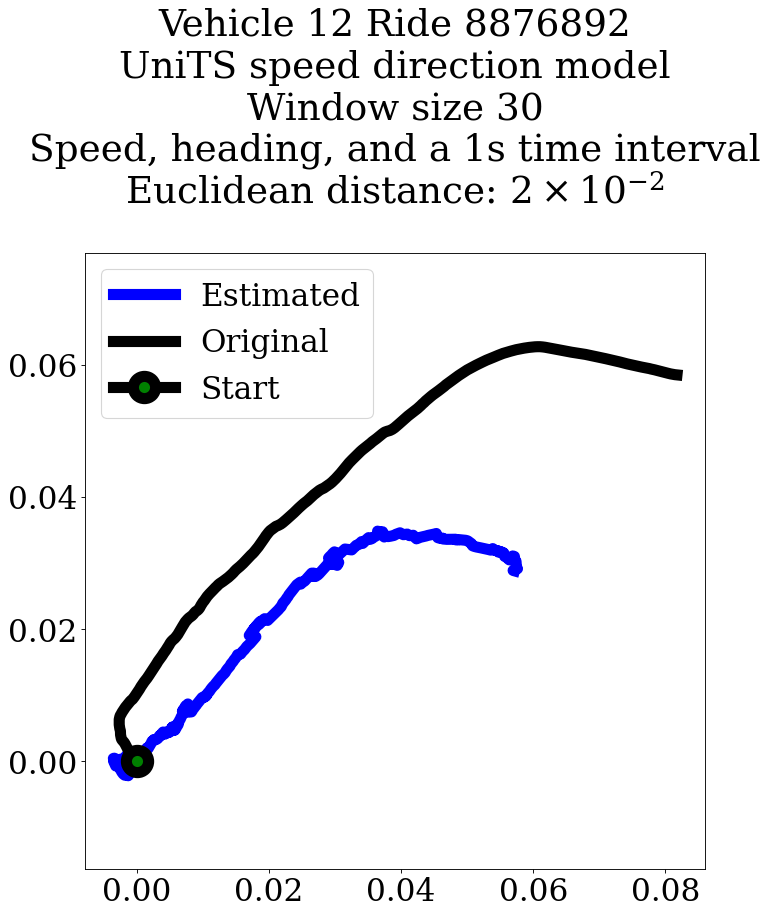 Vehicle 12 Ride 8876892
UniTS speed direction model
Window size 30
Speed, heading, and a 1s time interval
Euclidean distance: 2 × 10⁻²
Estimated
Original
Start
0.06
0.04
0.02
0.00
0.00 0.02 0.04 0.06 0.08